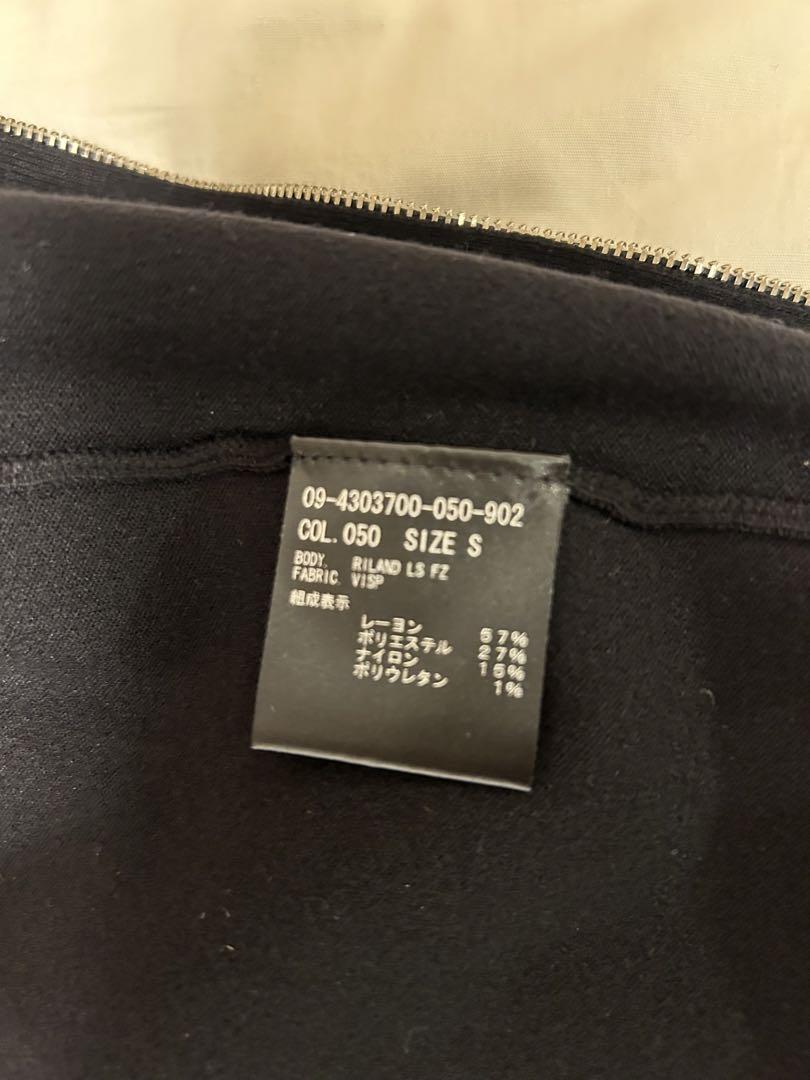 09-4303700-050-902
COL.050 SIZE S
BODY. RILAND LS FZ
FABRIC. VISP
組成表示
レーヨン 57%
ポリエステル 27%
ナイロン 15%
ポリウレタン 1%